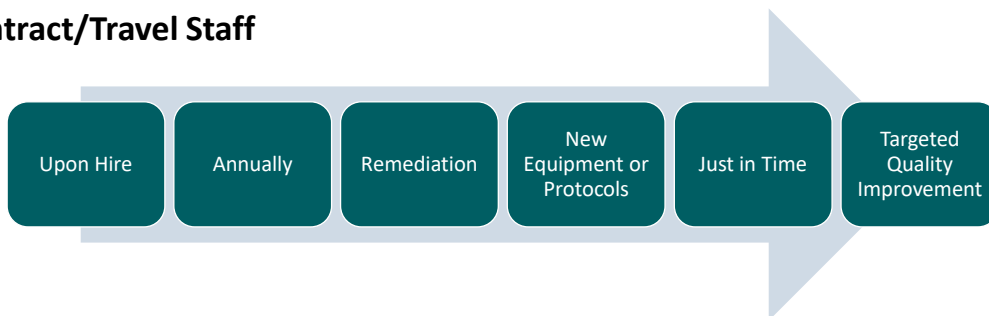 ntract/Travel Staff
Upon Hire
Annually
Remediation
New
Equipment or
Protocols
Just in Time
Targeted
Quality
Improvement